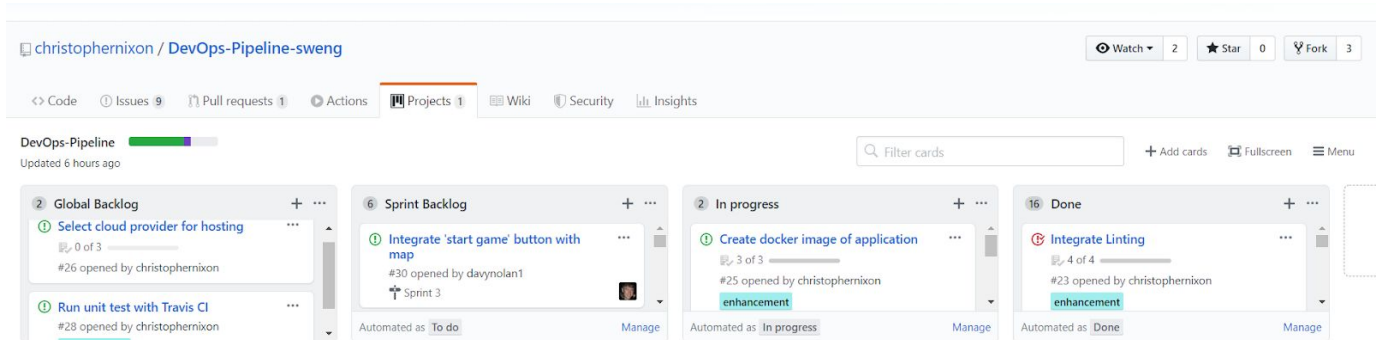 christophernixon / DevOps-Pipeline-sweng
Watch 2 Star 0 Fork 3
Code Issues 9 Pull requests 1 Actions Projects 1 Wiki Security Insights
DevOps-Pipeline
Updated 6 hours ago
Filter cards
Add cards Fullscreen Menu
2 Global Backlog
Select cloud provider for hosting
0 of 3
#26 opened by christophernixon
Run unit test with Travis CI
#28 opened by christophernixon
6 Sprint Backlog
Integrate 'start game' button with
map
#30 opened by davynolan1
Sprint 3
Automated as To do Manage
2 In progress
Create docker image of application
3 of 3
#25 opened by christophernixon
enhancement
Automated as In progress Manage
16 Done
Integrate Linting
4 of 4
#23 opened by christophernixon
enhancement
Automated as Done Manage